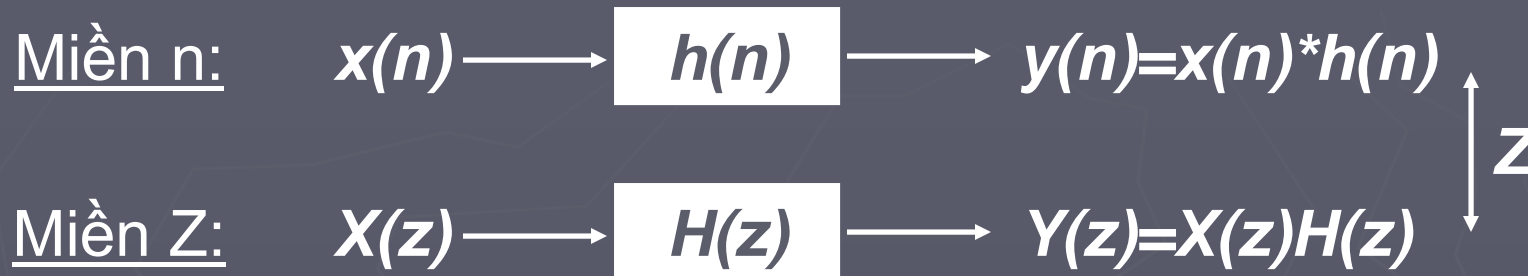 Miền n: x(n) h(n) y(n)=x(n)*h(n)
Z
Miền Z: X(z) H(z) Y(z)=X(z)H(z)